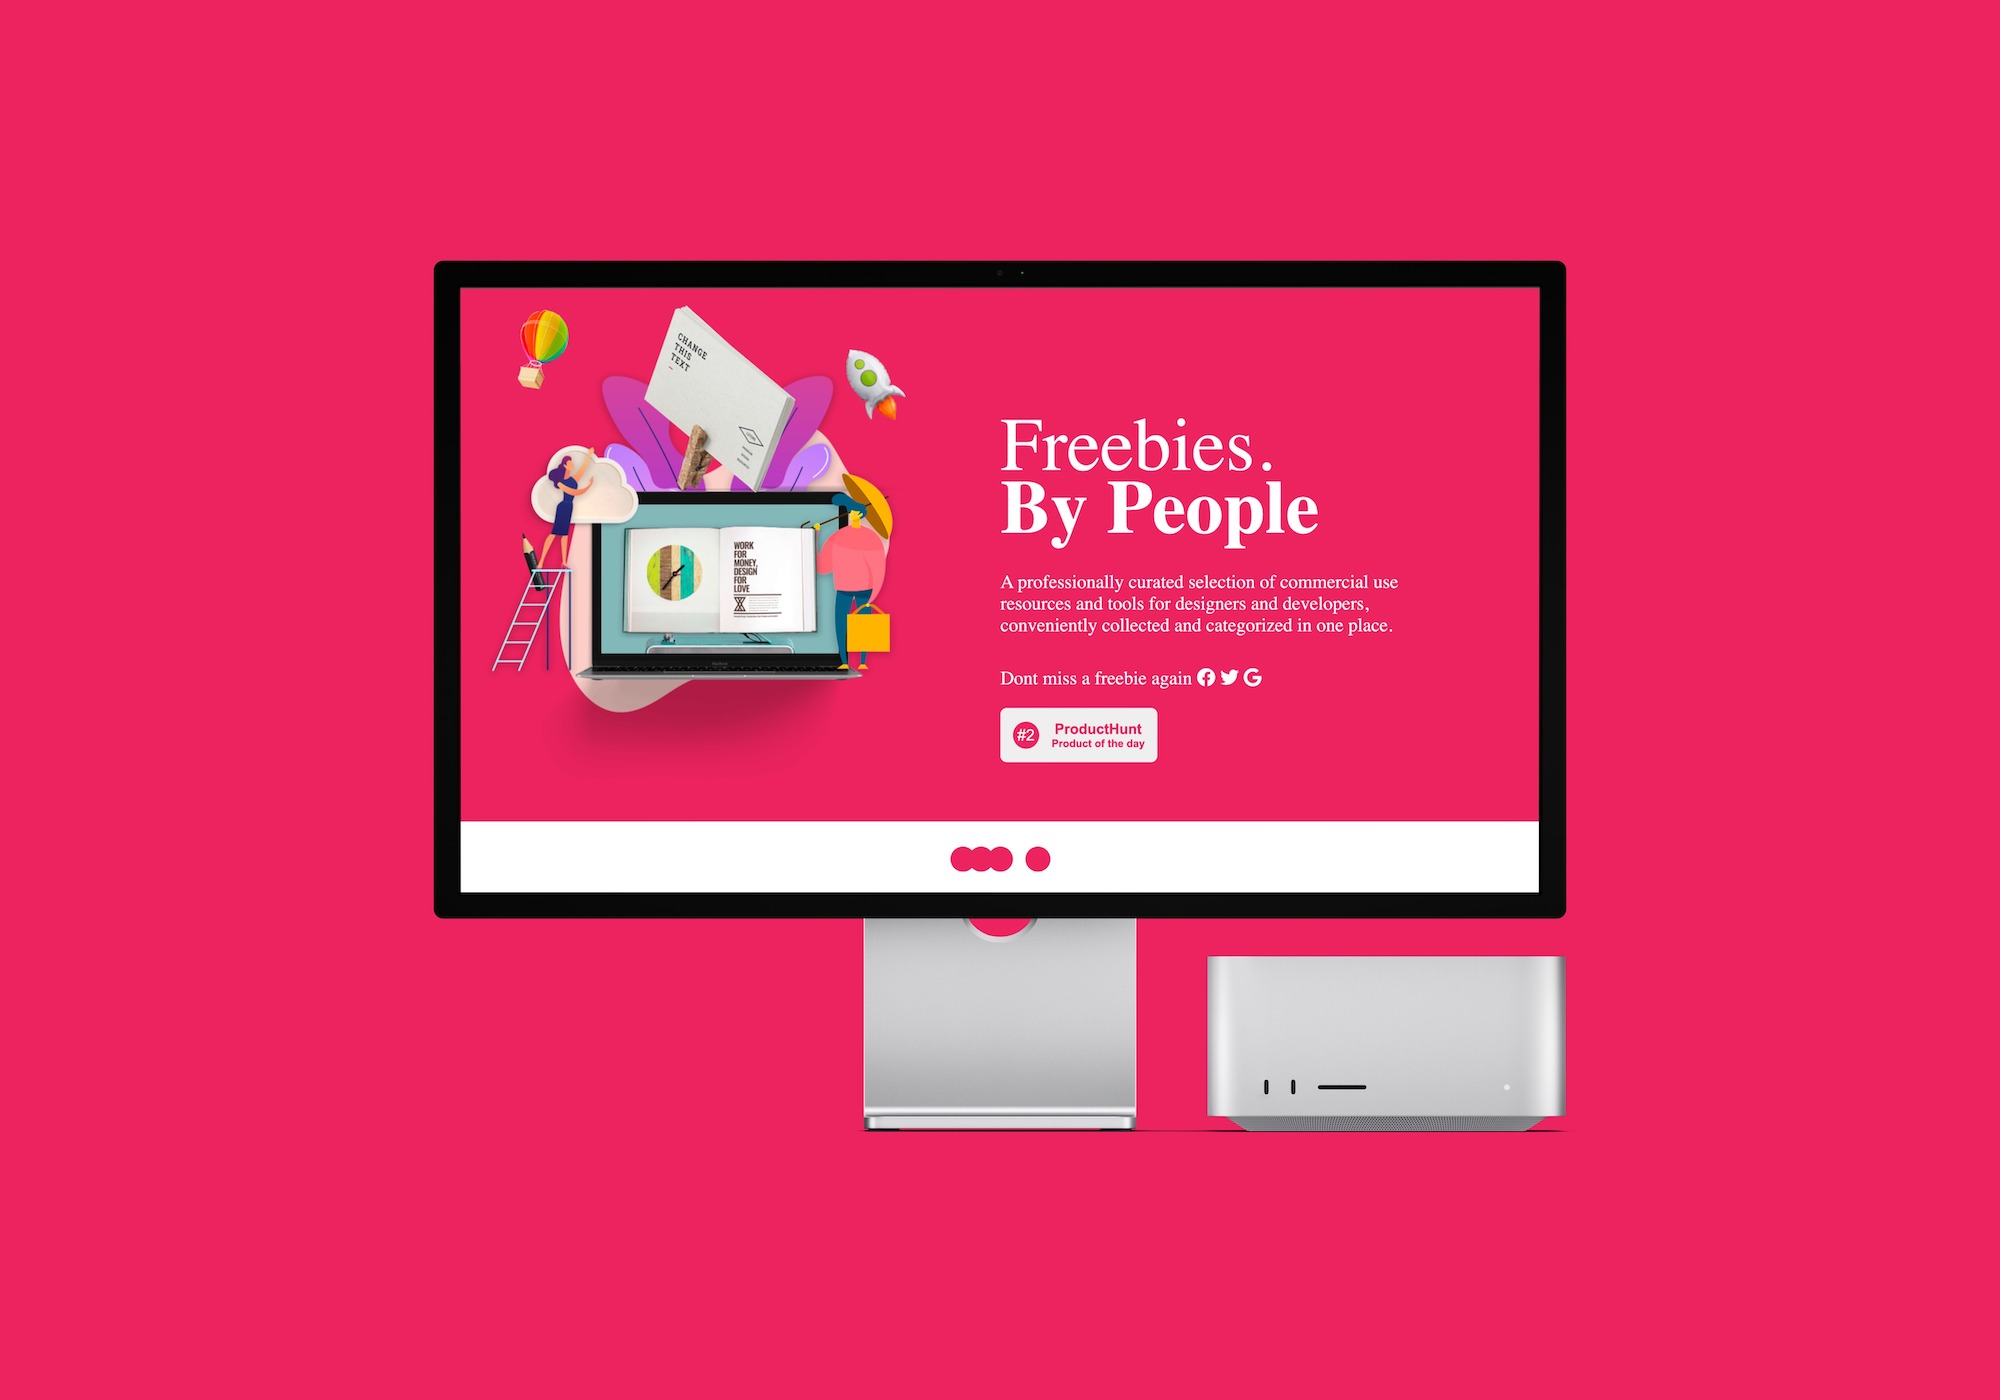 CHANGE
THIS
TEXT
WORK
FOR
MONEY,
DESIGN
FOR
LOVE
Freebies.
By People
A professionally curated selection of commercial use
resources and tools for designers and developers,
conveniently collected and categorized in one place.
Dont miss a freebie again
#2
ProductHunt
Product of the day